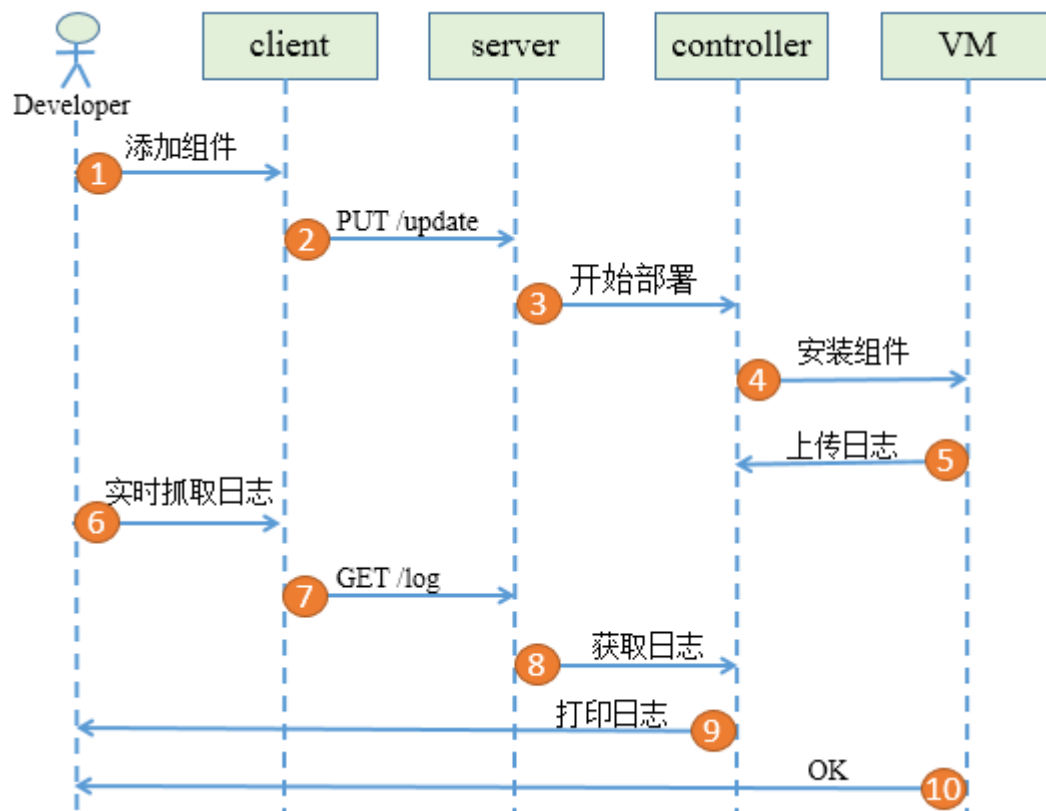 client
server
controller
VM
Developer
添加组件
1
PUT /update
2
开始部署
3
安装组件
4
上传日志
5
实时抓取日志
6
GET /log
7
获取日志
8
打印日志
9
OK
10